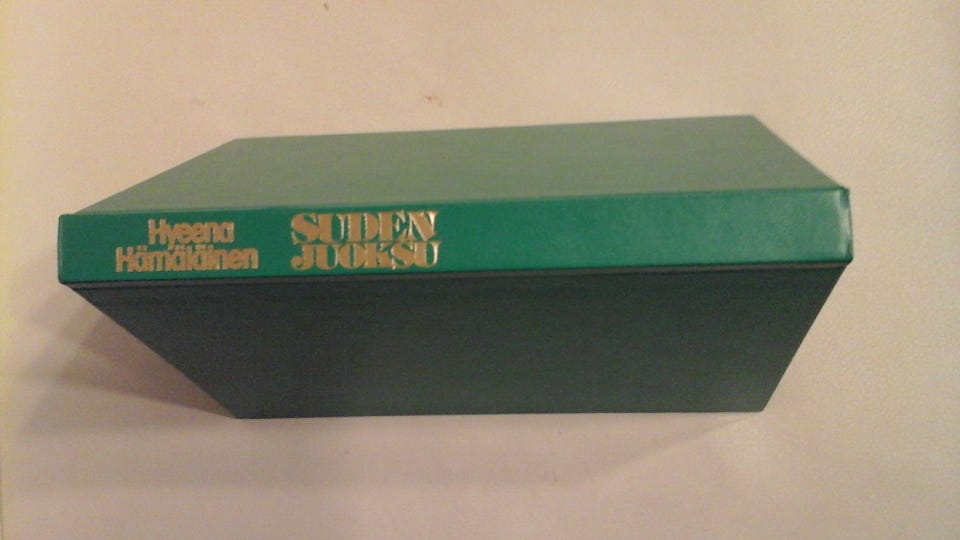 Hyeena
Hämäläinen
SUDEN
JUOKSU